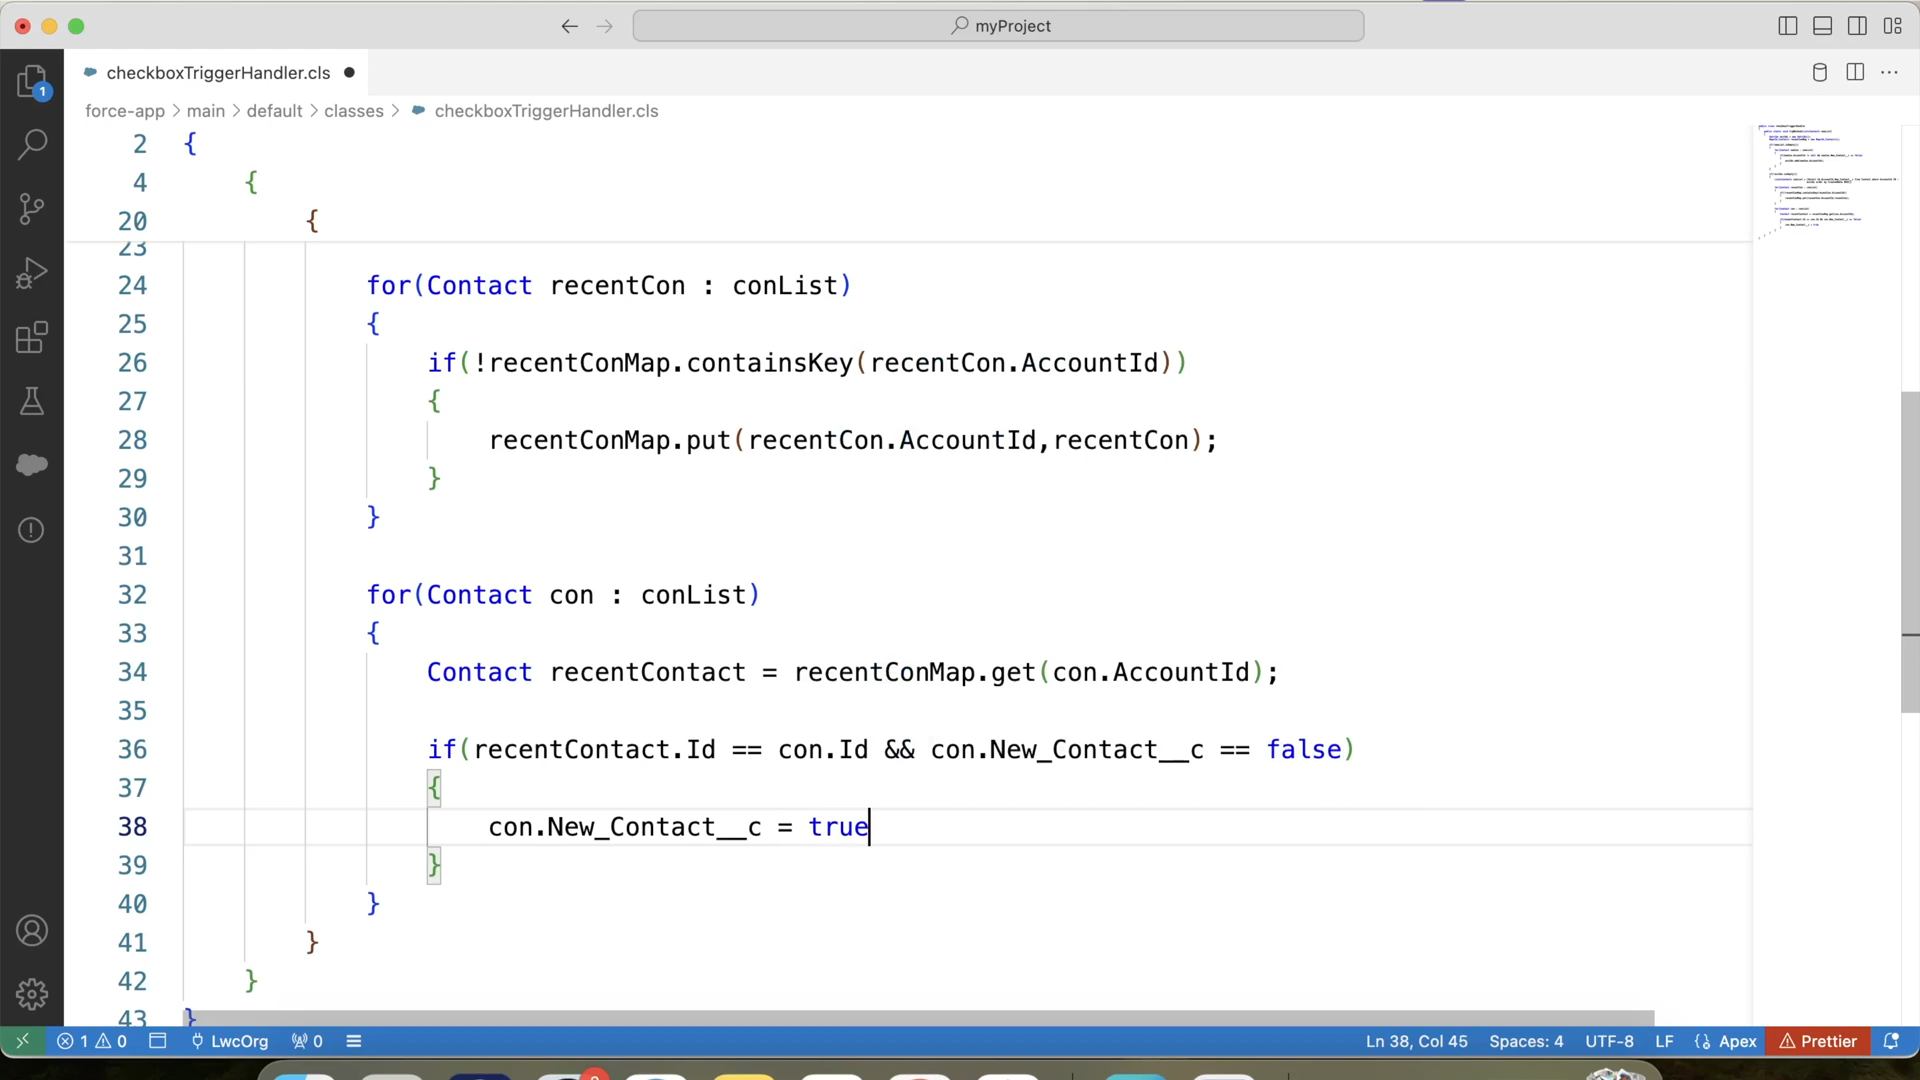 myProject
checkboxTriggerHandler.cls
force-app > main > default > classes > checkboxTriggerHandler.cls
2 {
4 {
20 {
23
24 for(Contact recentCon : conList)
25 {
26 if(!recentConMap.containsKey(recentCon.AccountId))
27 {
28 recentConMap.put(recentCon.AccountId,recentCon);
29 }
30 }
31
32 for(Contact con : conList)
33 {
34 Contact recentContact = recentConMap.get(con.AccountId);
35
36 if(recentContact.Id == con.Id && con.New_Contact__c == false)
37 {
38 con.New_Contact__c = true
39 }
40 }
41 }
42 }
43 }
1
1 0 LwcOrg 0 Ln 38, Col 45 Spaces: 4 UTF-8 LF Apex Prettier